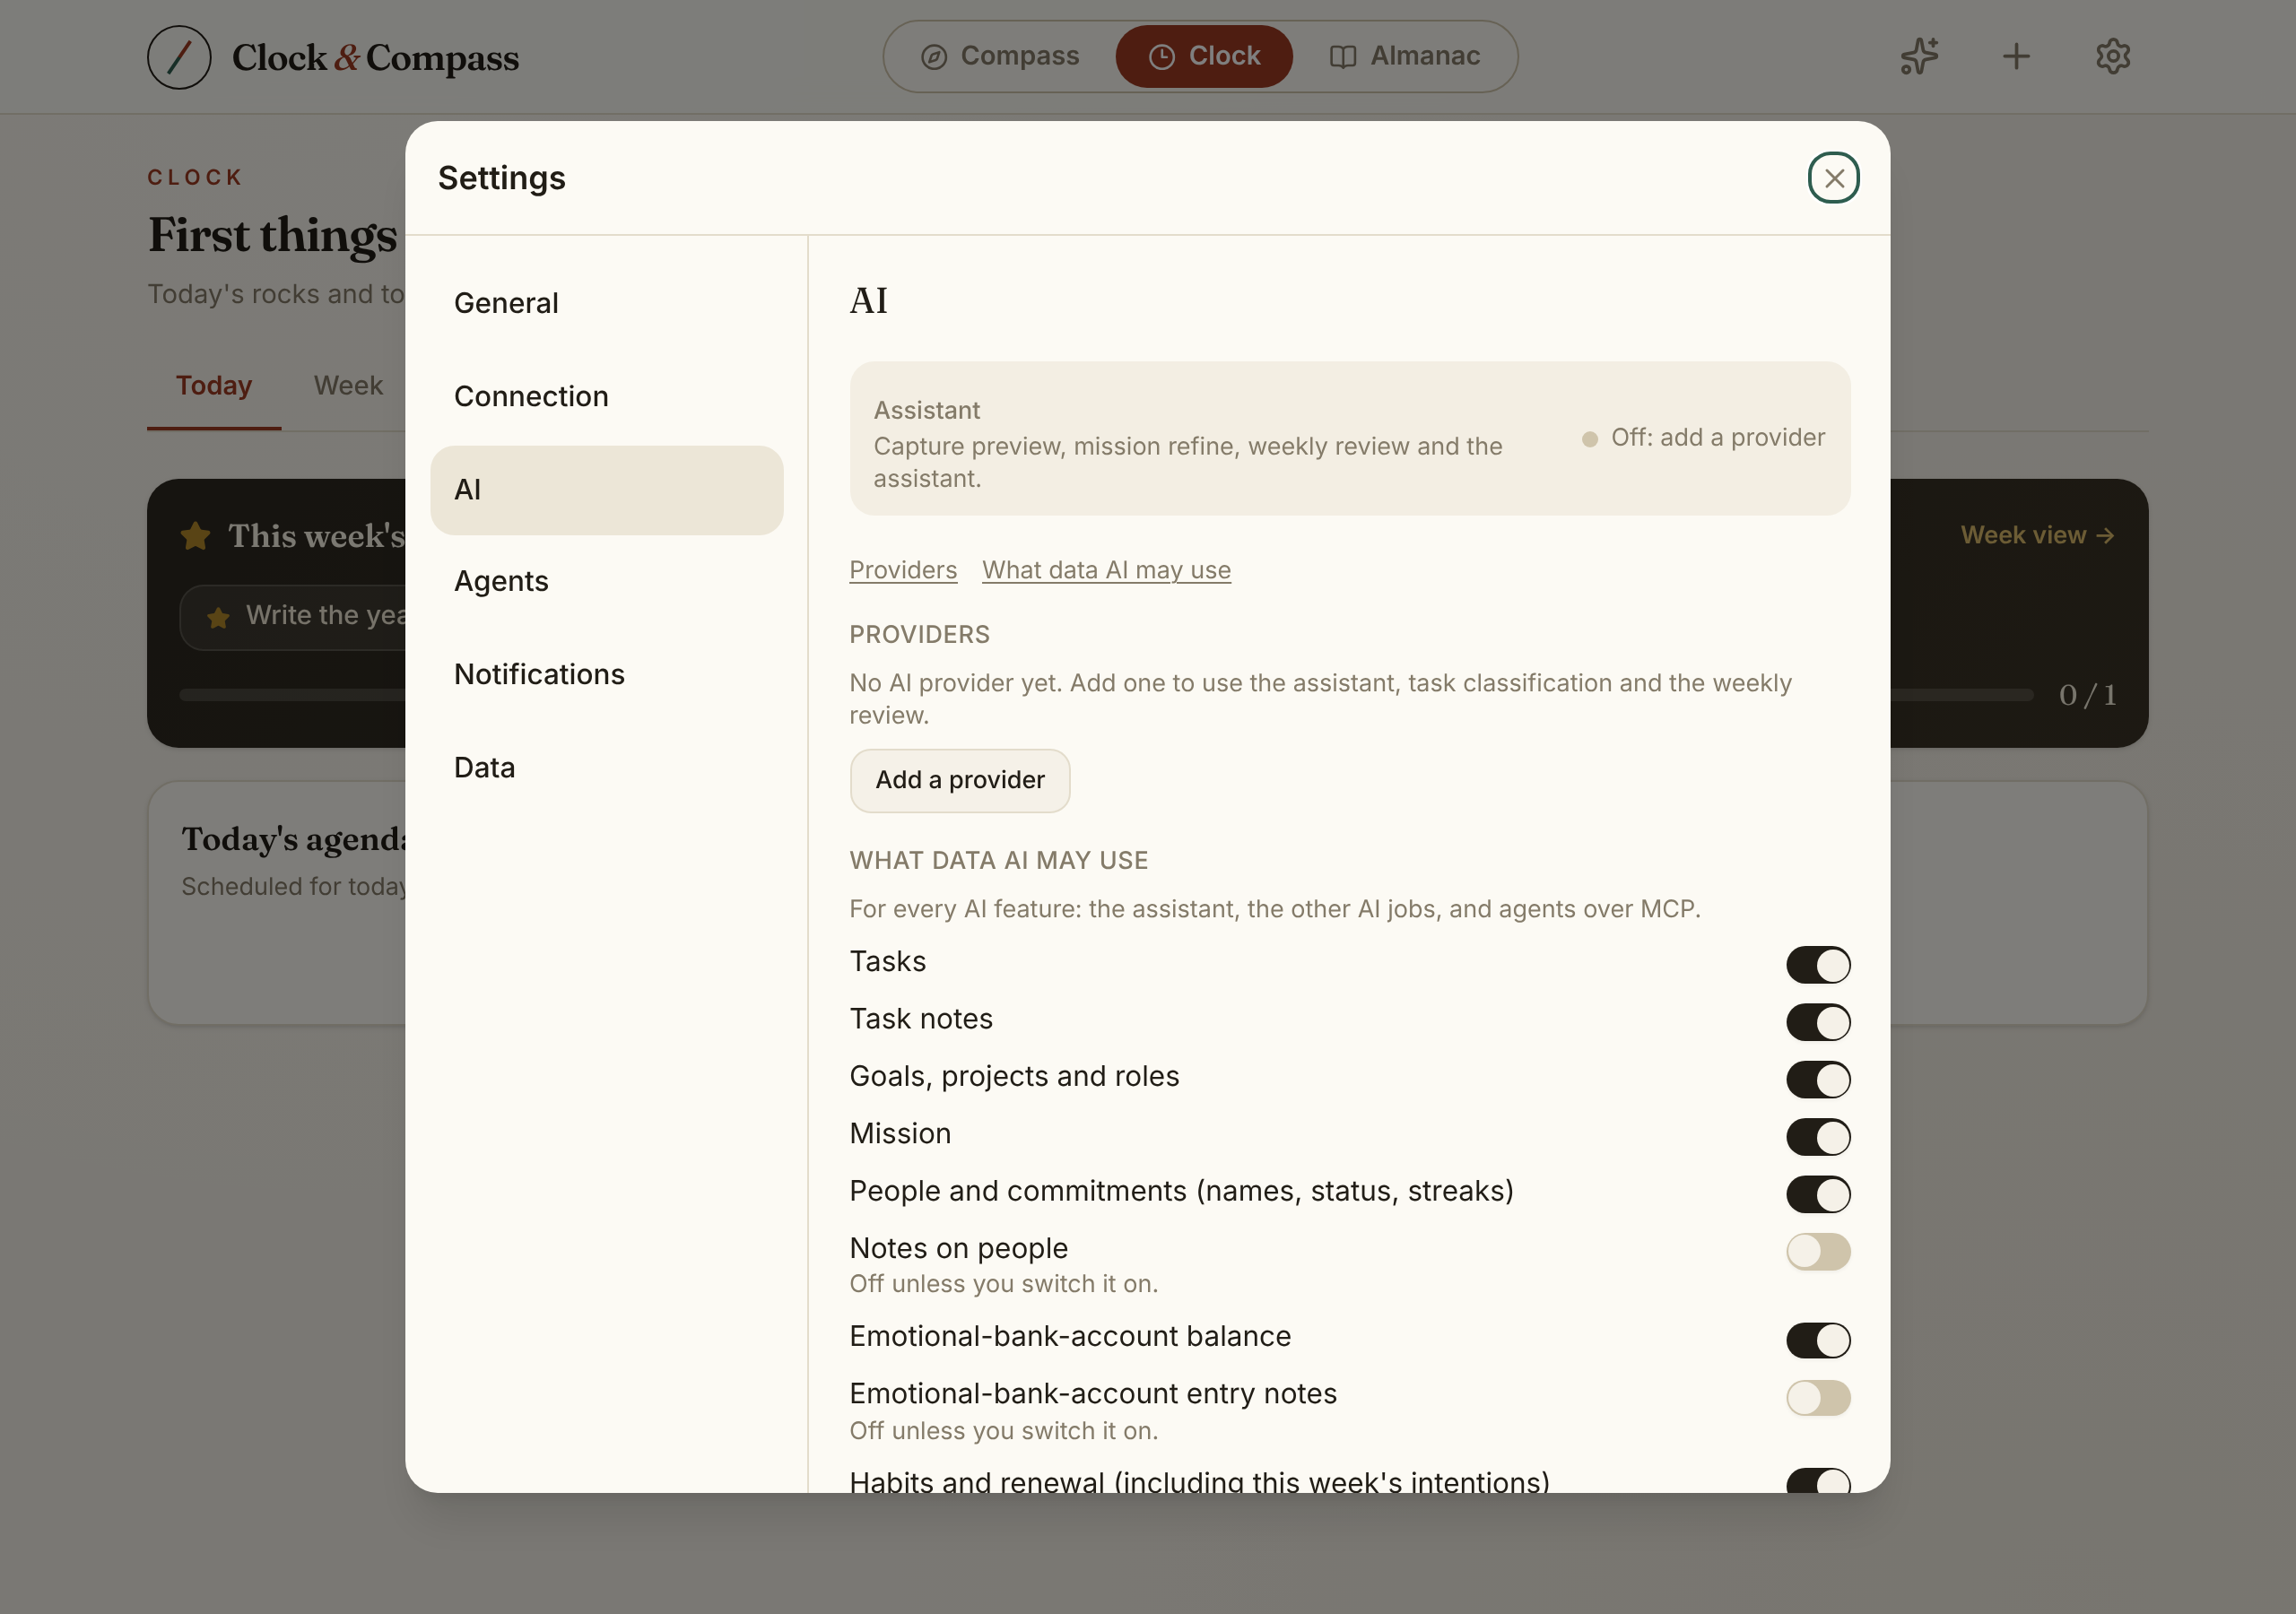 Clock & Compass
Compass
Clock
Almanac
CLOCK
First things
Today's rocks and to
Today
Week
This week's
Week view →
Write the yea
0 / 1
Today's agenda
Scheduled for today
Settings
General
Connection
AI
Agents
Notifications
Data
AI
Assistant
Capture preview, mission refine, weekly review and the
assistant.
Off: add a provider
Providers
What data AI may use
PROVIDERS
No AI provider yet. Add one to use the assistant, task classification and the weekly
review.
Add a provider
WHAT DATA AI MAY USE
For every AI feature: the assistant, the other AI jobs, and agents over MCP.
Tasks
Task notes
Goals, projects and roles
Mission
People and commitments (names, status, streaks)
Notes on people
Off unless you switch it on.
Emotional-bank-account balance
Emotional-bank-account entry notes
Off unless you switch it on.
Habits and renewal (including this week's intentions)